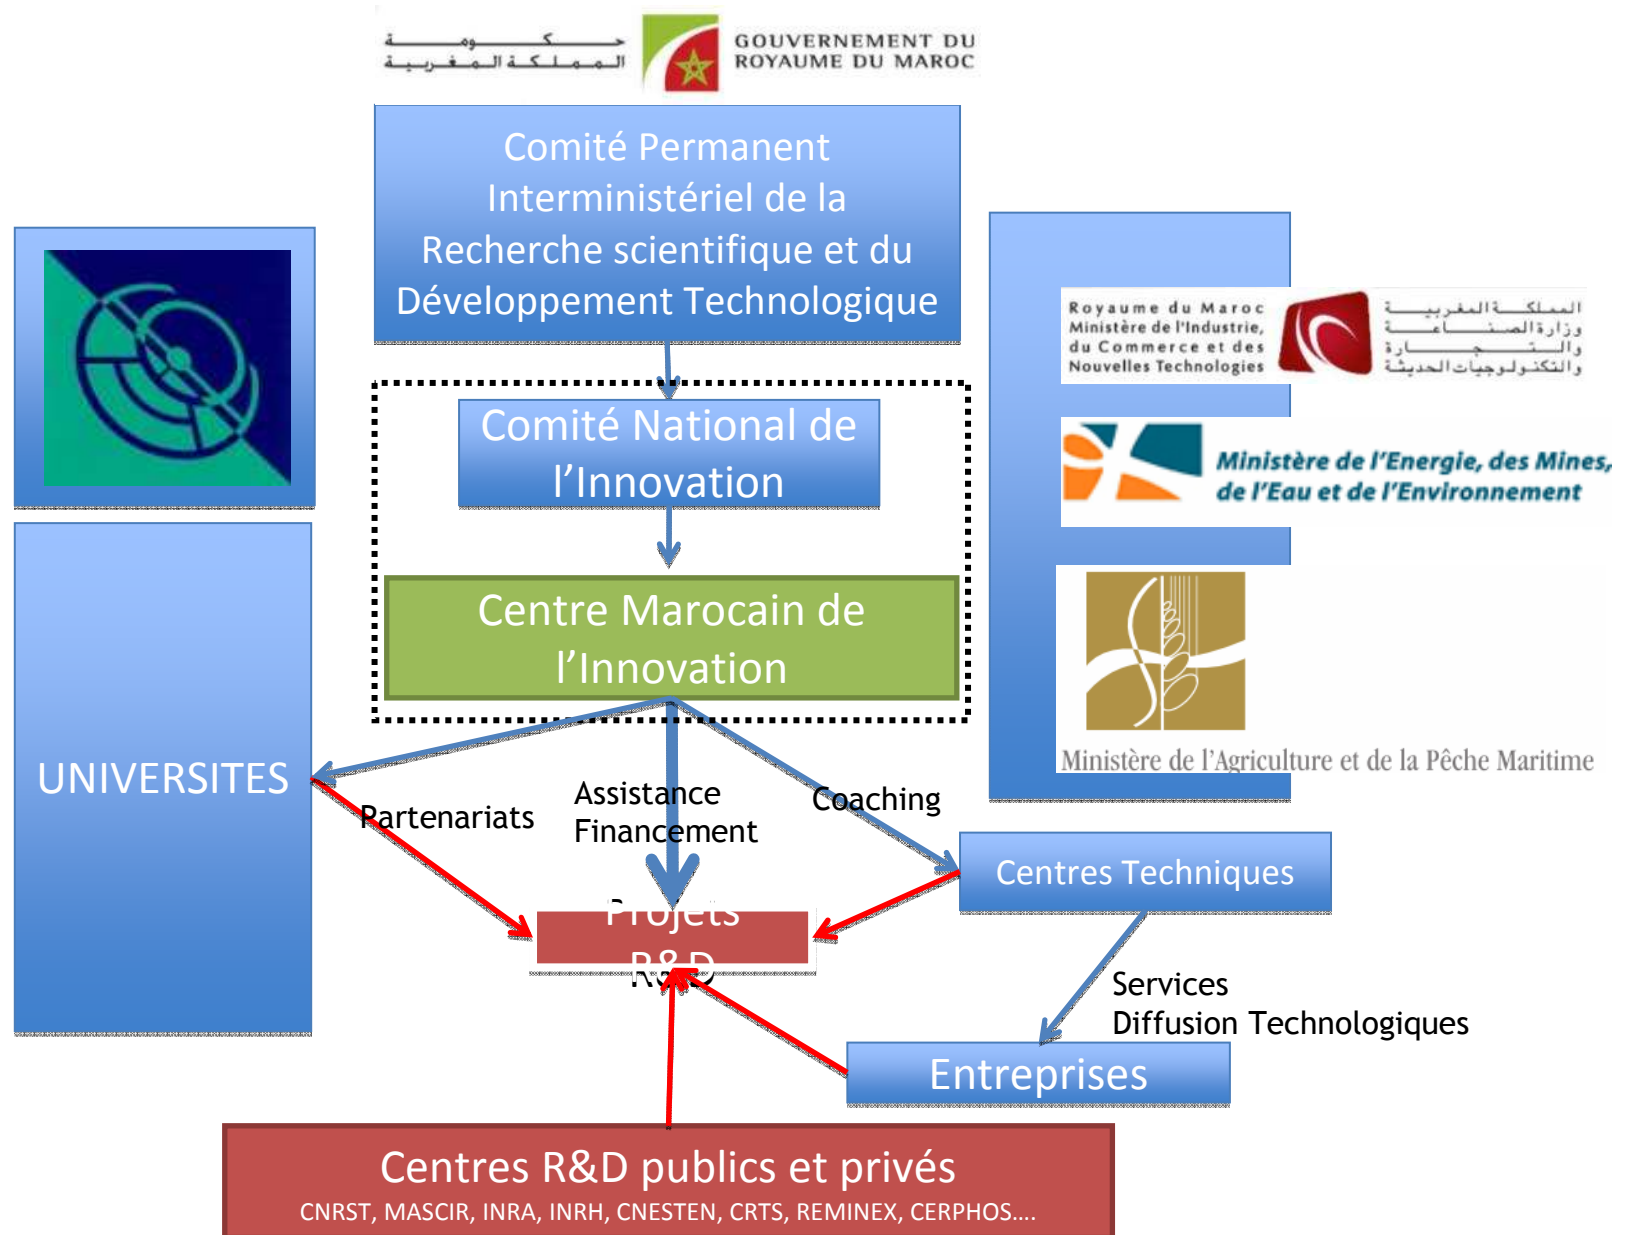 حكومة
المملكة المغربية
GOUVERNEMENT DU
ROYAUME DU MAROC
Comité Permanent
Interministériel de la
Recherche scientifique et du
Développement Technologique
Royaume du Maroc
Ministère de l'Industrie,
du Commerce et des
Nouvelles Technologies
المملكة المغربية
وزارة الصناعة
والتجارة
والتكنولوجيات الحديثة
Comité National de
l’Innovation
Ministère de l'Energie, des Mines,
de l'Eau et de l'Environnement
Centre Marocain de
l’Innovation
Ministère de l'Agriculture et de la Pêche Maritime
UNIVERSITES
Partenariats
Assistance
Financement
Coaching
Centres Techniques
Projets
R&D
Services
Diffusion Technologiques
Entreprises
Centres R&D publics et privés
CNRST, MASCIR, INRA, INRH, CNESTEN, CRTS, REMINEX, CERPHOS….